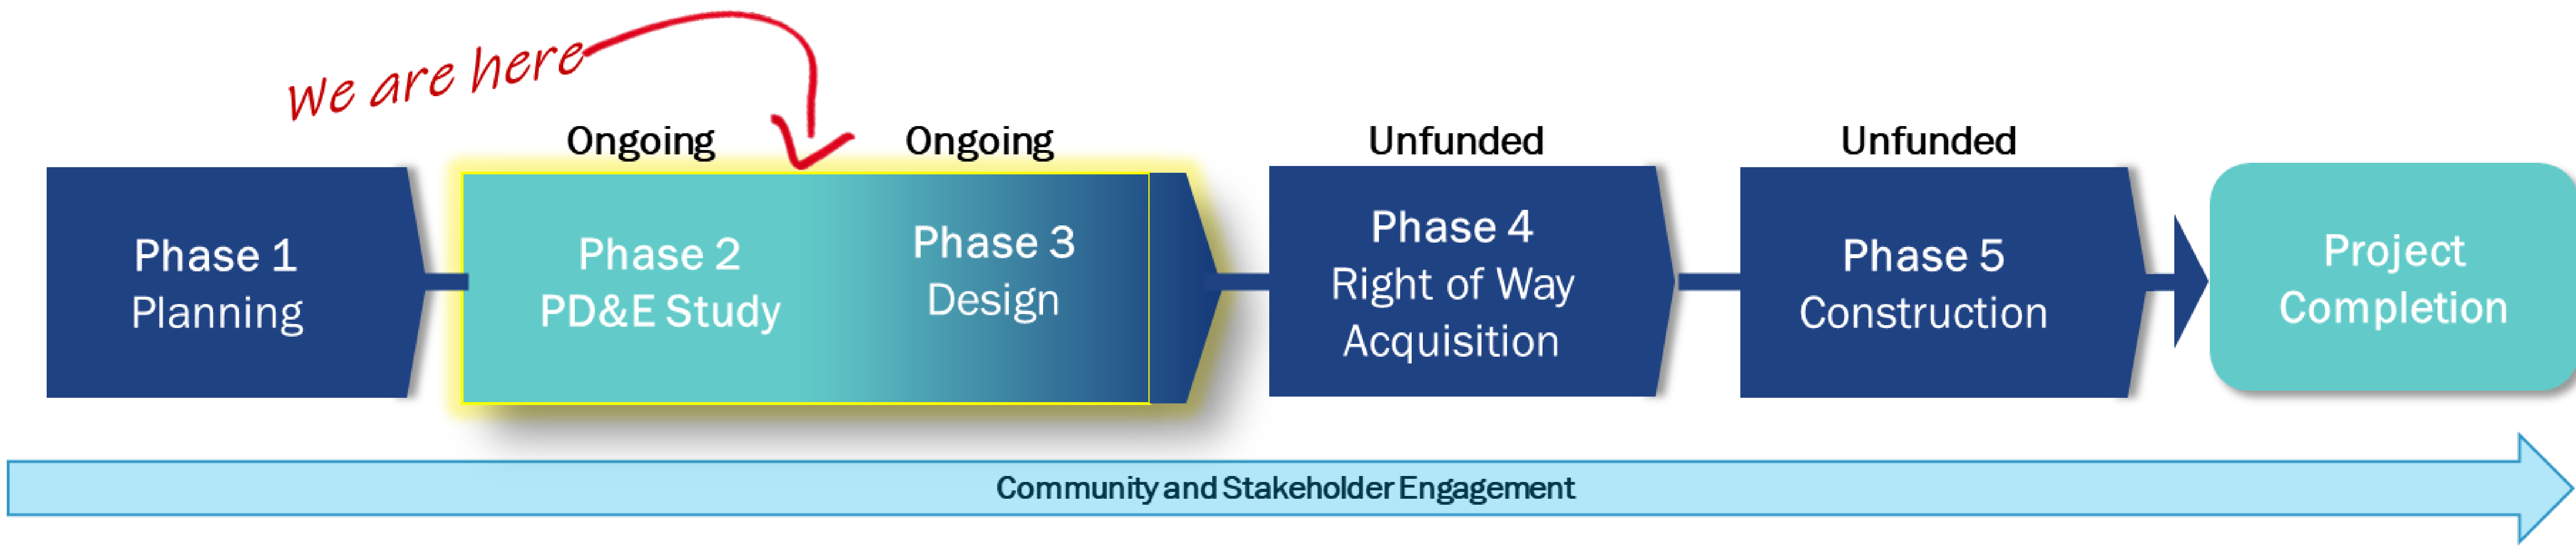 We are here
Ongoing
Ongoing
Unfunded
Unfunded
Phase 1
Planning
Phase 2
PD&E Study
Phase 3
Design
Phase 4
Right of Way
Acquisition
Phase 5
Construction
Project
Completion
Community and Stakeholder Engagement